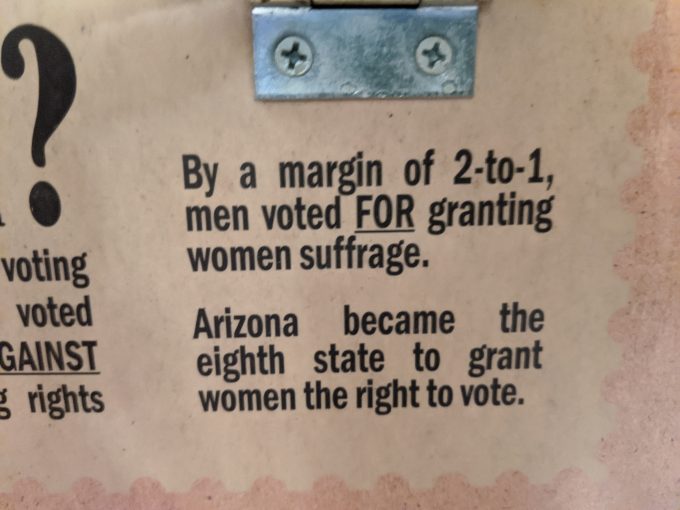 ?
voting
voted
GAINST
rights
By a margin of 2-to-1,
men voted FOR granting
women suffrage.
Arizona became the
eighth state to grant
women the right to vote.